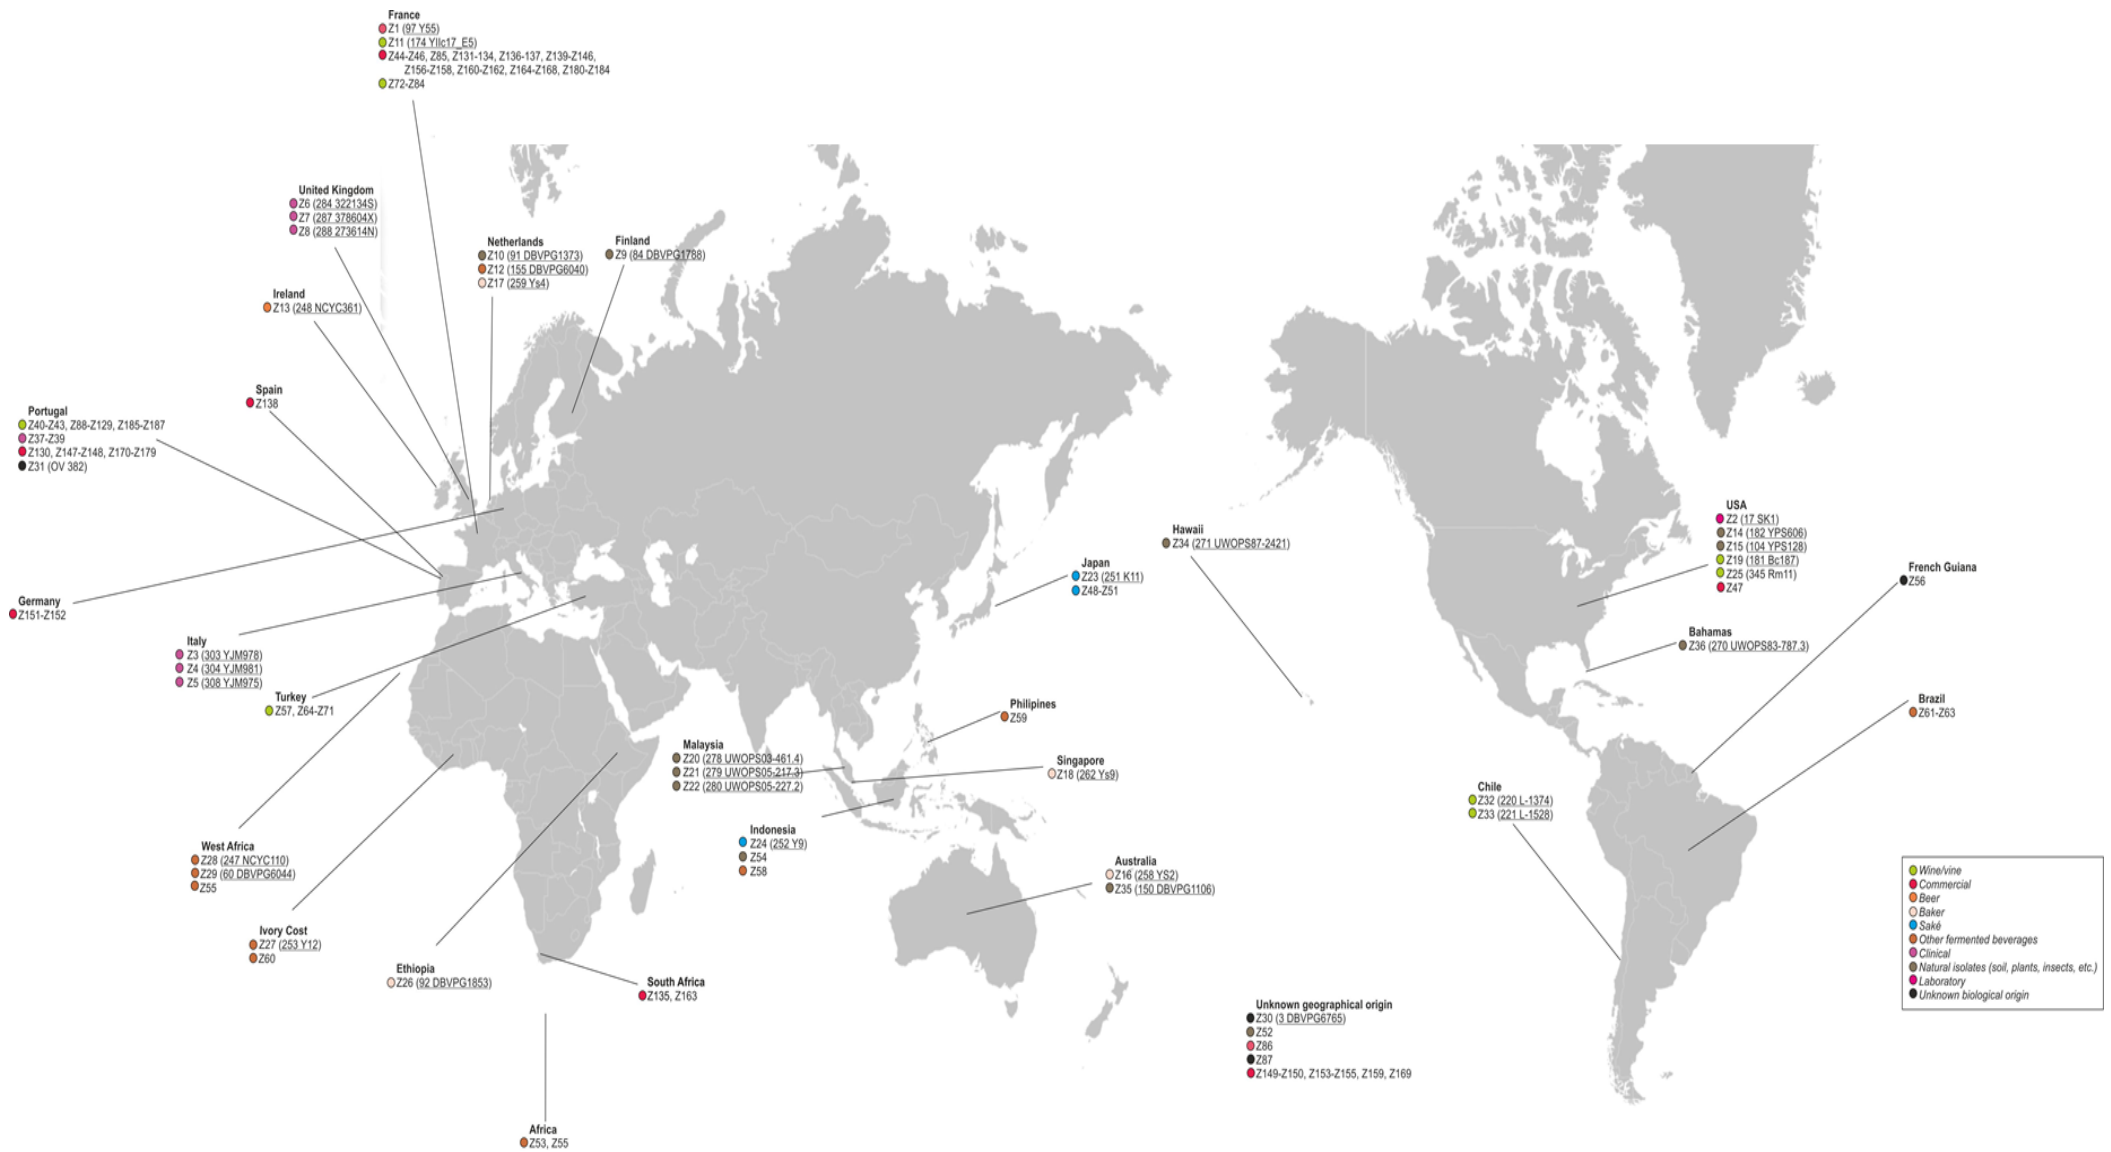 France
Z1 (97 Y55)
Z11 (174 YIIc17_E5)
Z44-Z46, Z85, Z131-134, Z136-137, Z139-Z146,
Z156-Z158, Z160-Z162, Z164-Z168, Z180-Z184
Z72-Z84
United Kingdom
Z6 (284 322134S)
Z7 (287 378604X)
Z8 (288 273614N)
Netherlands
Z10 (91 DBVPG1373)
Z12 (155 DBVPG6040)
Z17 (259 Ys4)
Finland
Z9 (84 DBVPG1788)
Ireland
Z13 (248 NCYC361)
Spain
Z138
Portugal
Z40-Z43, Z88-Z129, Z185-Z187
Z37-Z39
Z130, Z147-Z148, Z170-Z179
Z31 (OV 382)
Germany
Z151-Z152
Italy
Z3 (303 YJM978)
Z4 (304 YJM981)
Z5 (308 YJM975)
Turkey
Z57, Z64-Z71
Japan
Z23 (251 K11)
Z48-Z51
Hawaii
Z34 (271 UWOPS87-2421)
USA
Z2 (17 SK1)
Z14 (182 YPS606)
Z15 (104 YPS128)
Z19 (181 Bc187)
Z25 (345 Rm11)
Z47
French Guiana
Z56
Bahamas
Z36 (270 UWOPS83-787.3)
Brazil
Z61-Z63
Philipines
Z59
Malaysia
Z20 (278 UWOPS03-461.4)
Z21 (279 UWOPS05-217.3)
Z22 (280 UWOPS05-227.2)
Singapore
Z18 (262 Ys9)
Chile
Z32 (220 L-1374)
Z33 (221 L-1528)
Indonesia
Z24 (252 Y9)
Z54
Z58
Australia
Z16 (258 YS2)
Z35 (150 DBVPG1106)
West Africa
Z28 (247 NCYC110)
Z29 (60 DBVPG6044)
Z55
Ivory Cost
Z27 (253 Y12)
Z60
Ethiopia
Z26 (92 DBVPG1853)
South Africa
Z135, Z163
Africa
Z53, Z55
Unknown geographical origin
Z30 (3 DBVPG6765)
Z52
Z86
Z87
Z149-Z150, Z153-Z155, Z159, Z169
Wine/vine
Commercial
Beer
Baker
Saké
Other fermented beverages
Clinical
Natural isolates (soil, plants, insects, etc.)
Laboratory
Unknown biological origin